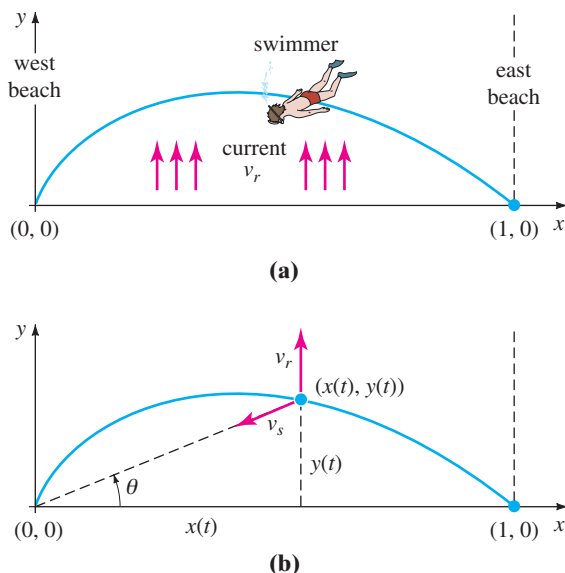 y
swimmer
west
beach
east
beach
current
v_r
(0, 0)
(1, 0)
x
(a)
y
v_r
(x(t), y(t))
v_s
y(t)
θ
(0, 0)
x(t)
(1, 0)
x
(b)